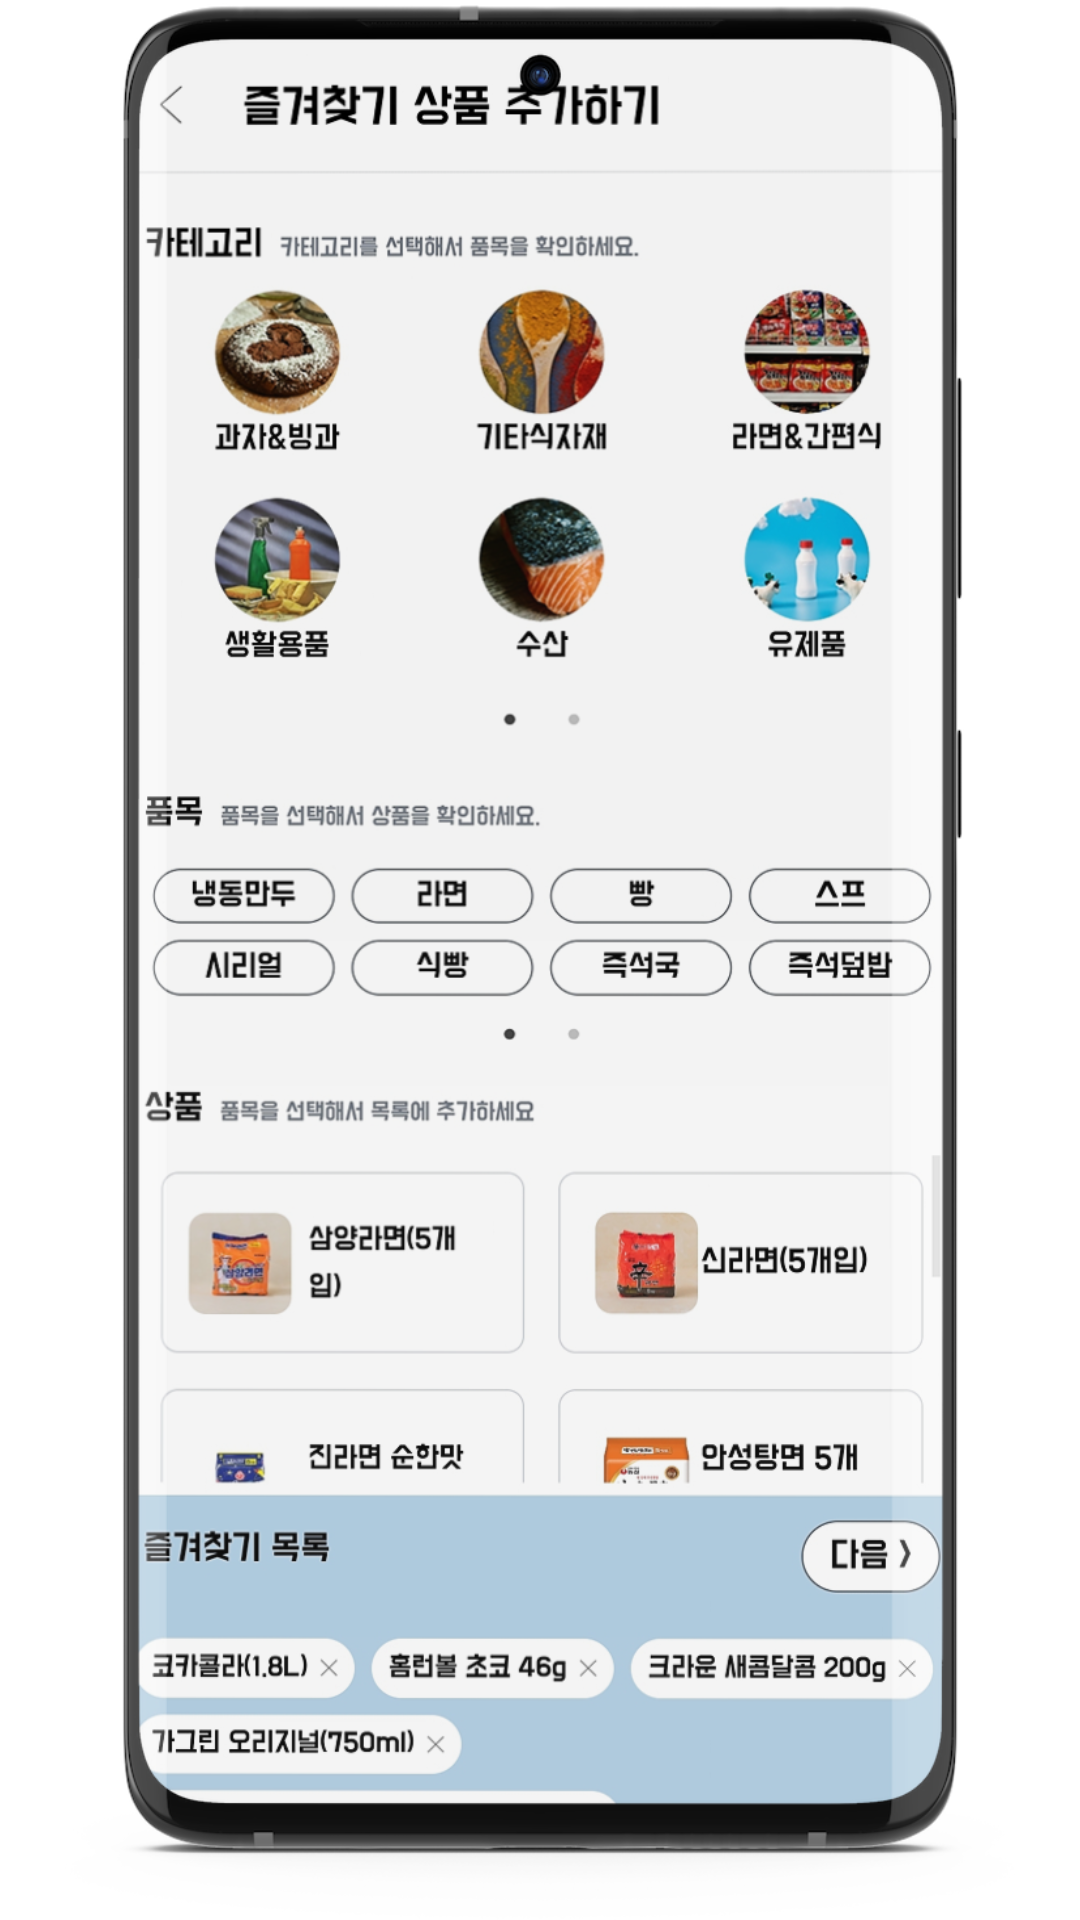 즐겨찾기 상품 추가하기
카테고리 카테고리를 선택해서 품목을 확인하세요.
과자&빙과 기타식자재 라면&간편식
생활용품 수산 유제품
품목 품목을 선택해서 상품을 확인하세요.
냉동만두 라면 빵 스프
시리얼 식빵 즉석국 즉석덮밥
상품 품목을 선택해서 목록에 추가하세요
삼양라면(5개
입)
신라면(5개입)
삼양라면
辛
진라면 순한맛
안성탕면 5개
즐겨찾기 목록
다음 》
코카콜라(1.8L) × 홈런볼 초코 46g × 크라운 새콤달콤 200g ×
가그린 오리지널(750ml) ×